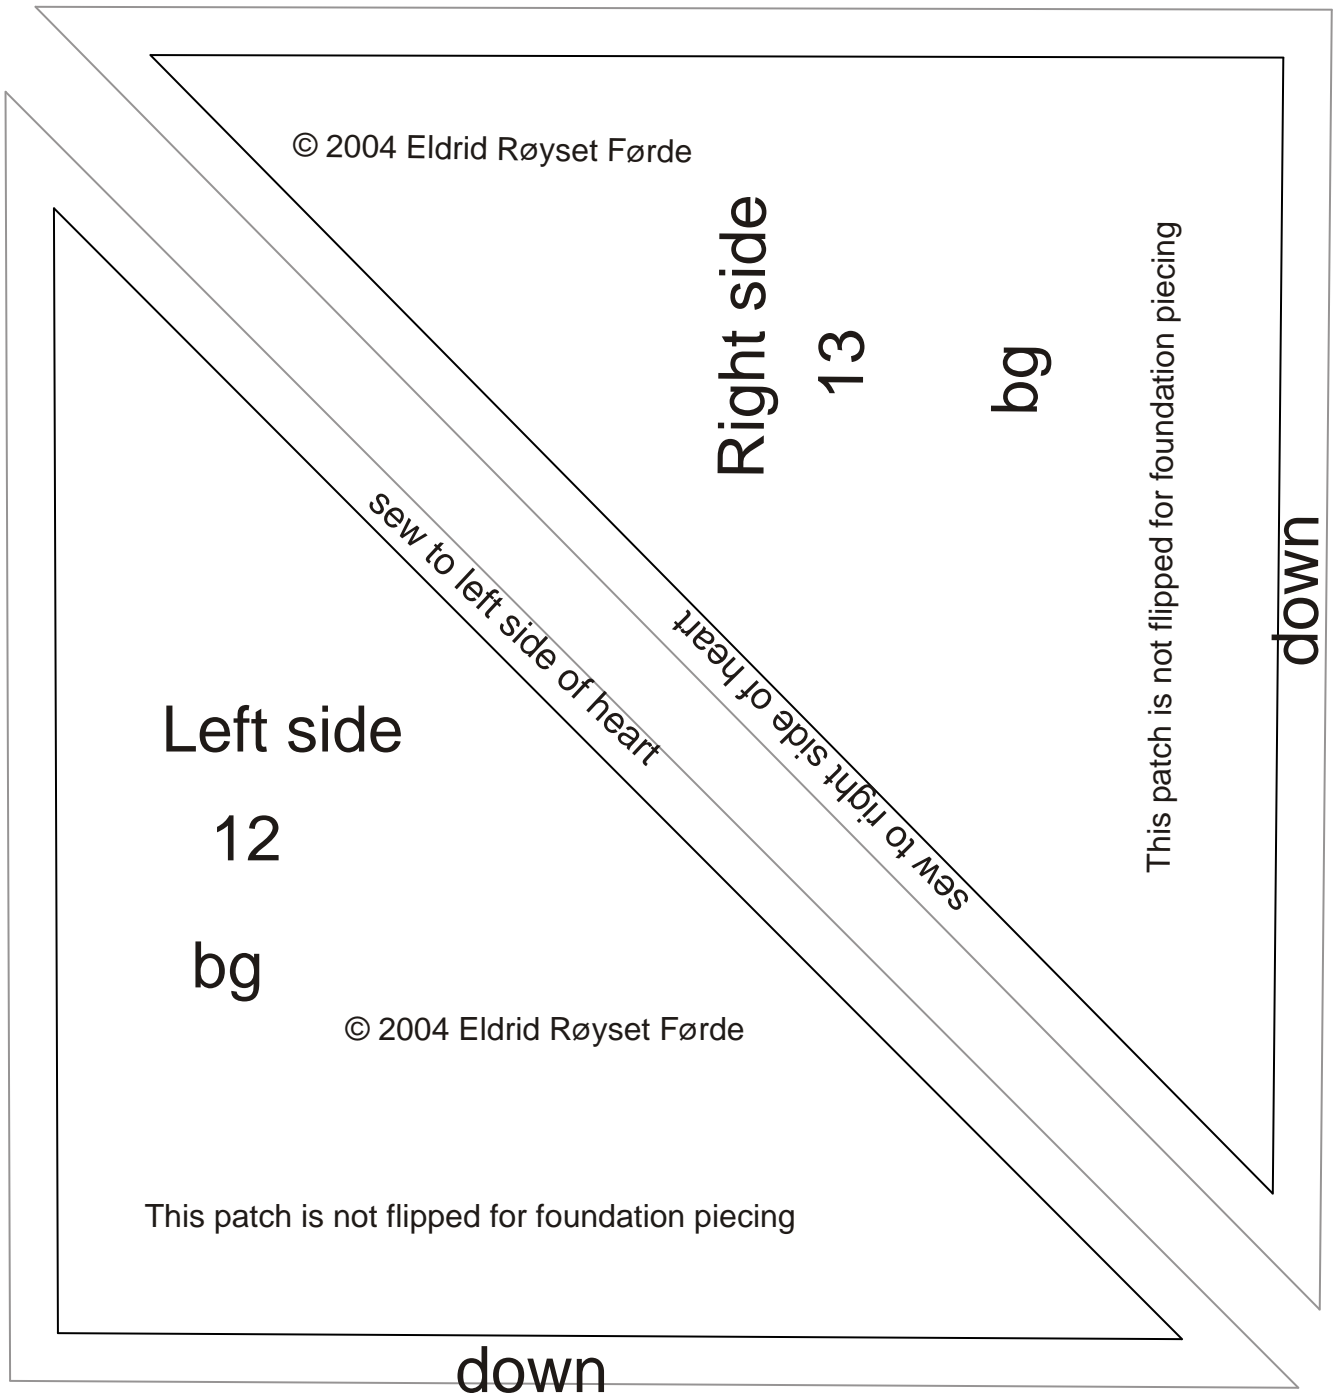 © 2004 Eldrid Røyset Førde
Right side
13
bg
This patch is not flipped for foundation piecing
down
sew to right side of heart
sew to left side of heart
Left side
12
bg
© 2004 Eldrid Røyset Førde
This patch is not flipped for foundation piecing
down